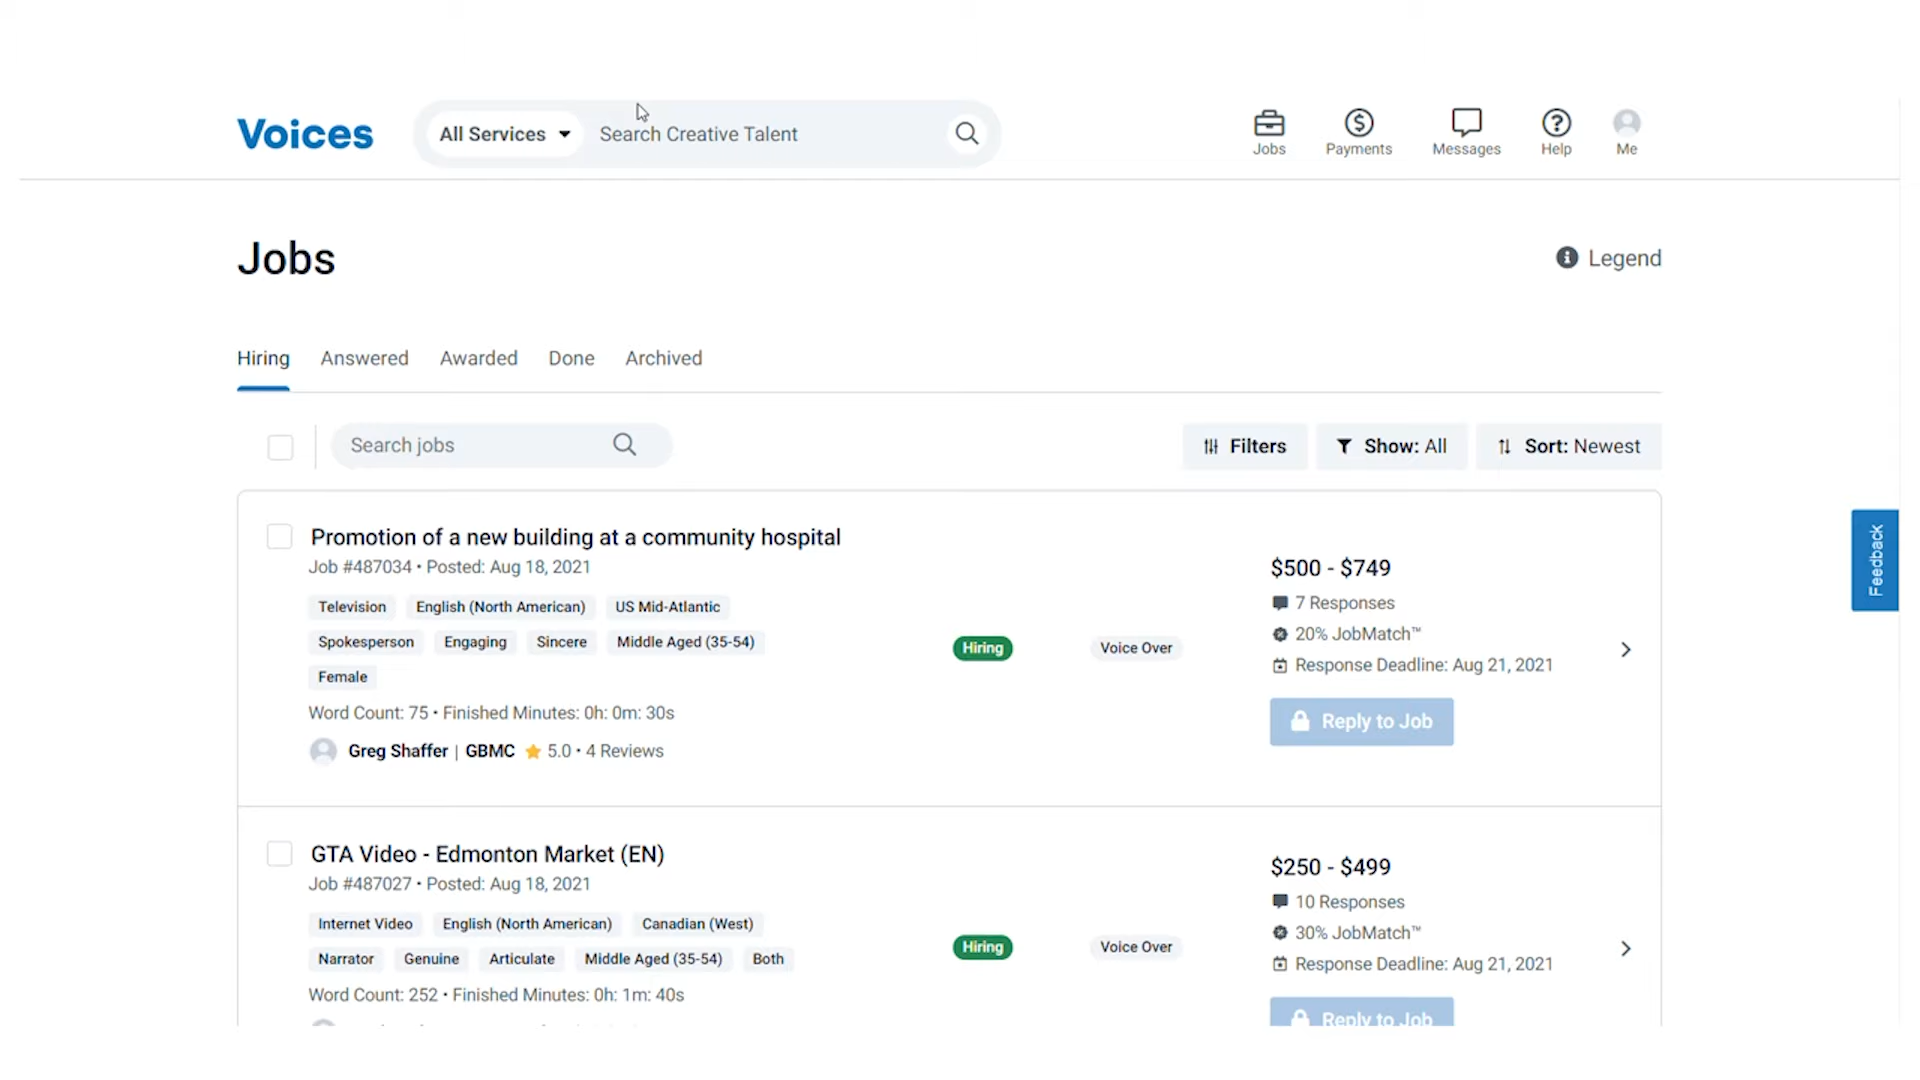 Voices
All Services
Search Creative Talent
Jobs
Payments
Messages
Help
Me
Jobs
Legend
Hiring Answered Awarded Done Archived
Search jobs
Filters
Show: All
Sort: Newest
Promotion of a new building at a community hospital
Job #487034 • Posted: Aug 18, 2021
Television English (North American) US Mid-Atlantic
Spokesperson Engaging Sincere Middle Aged (35-54)
Female
Word Count: 75 • Finished Minutes: 0h: 0m: 30s
Greg Shaffer | GBMC 5.0 • 4 Reviews
Hiring
Voice Over
$500 - $749
7 Responses
20% JobMatch™
Response Deadline: Aug 21, 2021
Reply to Job
Feedback
GTA Video - Edmonton Market (EN)
Job #487027 • Posted: Aug 18, 2021
Internet Video English (North American) Canadian (West)
Narrator Genuine Articulate Middle Aged (35-54) Both
Word Count: 252 • Finished Minutes: 0h: 1m: 40s
Hiring
Voice Over
$250 - $499
10 Responses
30% JobMatch™
Response Deadline: Aug 21, 2021
Reply to Job